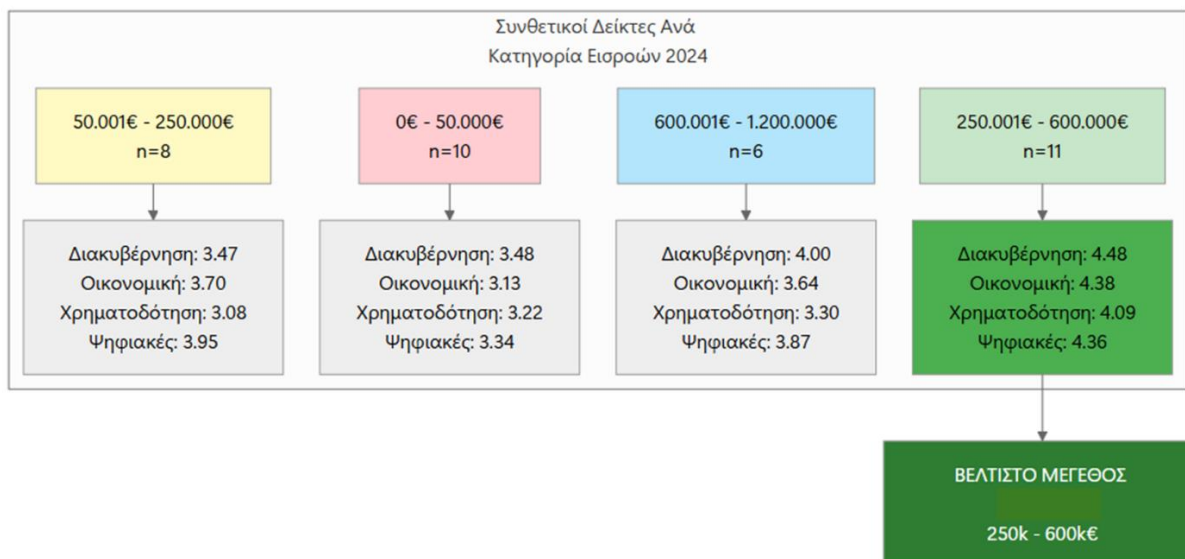 Συνθετικοί Δείκτες Ανά
Κατηγορία Εισροών 2024
50.001€ - 250.000€
n=8
0€ - 50.000€
n=10
600.001€ - 1.200.000€
n=6
250.001€ - 600.000€
n=11
Διακυβέρνηση: 3.47
Οικονομική: 3.70
Χρηματοδότηση: 3.08
Ψηφιακές: 3.95
Διακυβέρνηση: 3.48
Οικονομική: 3.13
Χρηματοδότηση: 3.22
Ψηφιακές: 3.34
Διακυβέρνηση: 4.00
Οικονομική: 3.64
Χρηματοδότηση: 3.30
Ψηφιακές: 3.87
Διακυβέρνηση: 4.48
Οικονομική: 4.38
Χρηματοδότηση: 4.09
Ψηφιακές: 4.36
ΒΕΛΤΙΣΤΟ ΜΕΓΕΘΟΣ
250k - 600k€